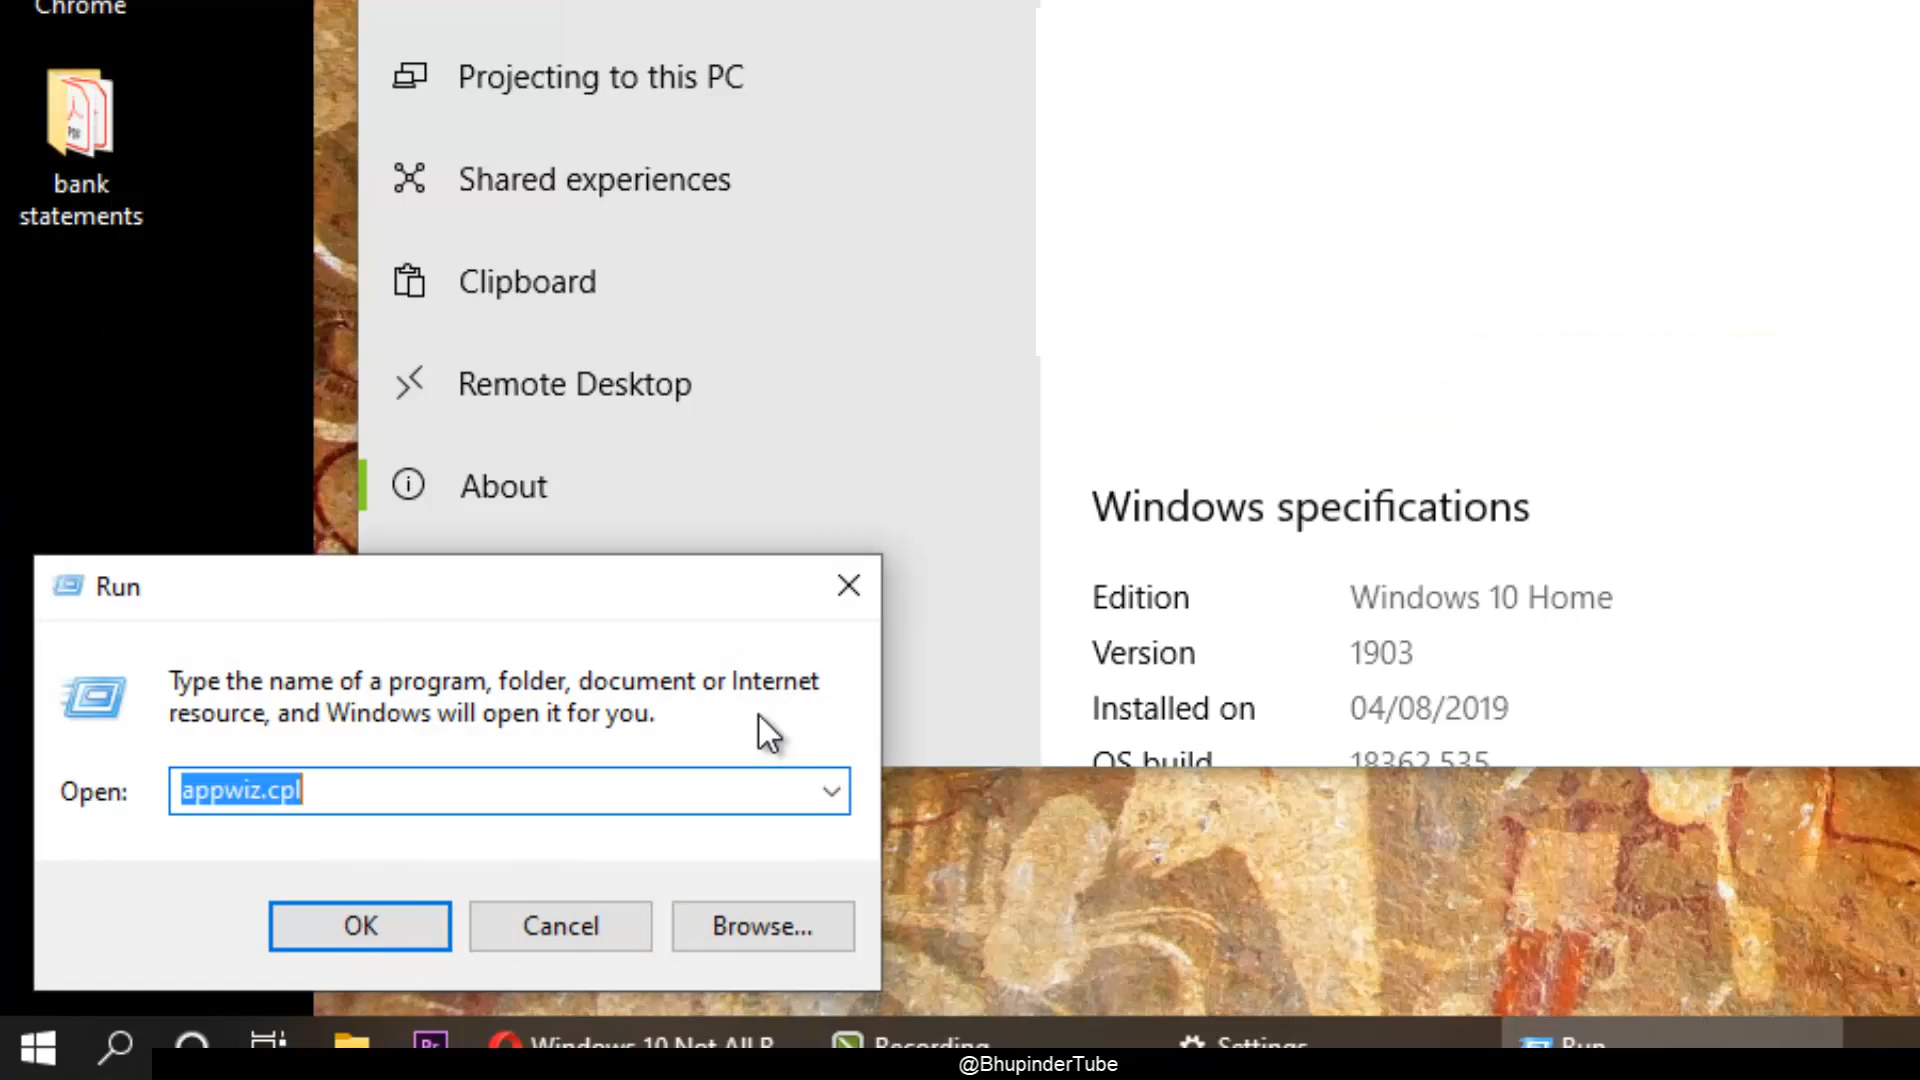 Chrome
bank
statements
Projecting to this PC
Shared experiences
Clipboard
Remote Desktop
About
Windows specifications
Edition Windows 10 Home
Version 1903
Installed on 04/08/2019
OS build 18362.535
Run
Type the name of a program, folder, document or Internet
resource, and Windows will open it for you.
Open: appwiz.cpl
OK Cancel Browse...
Pr Windows 10 Not All R Recording Settings Run
@BhupinderTube